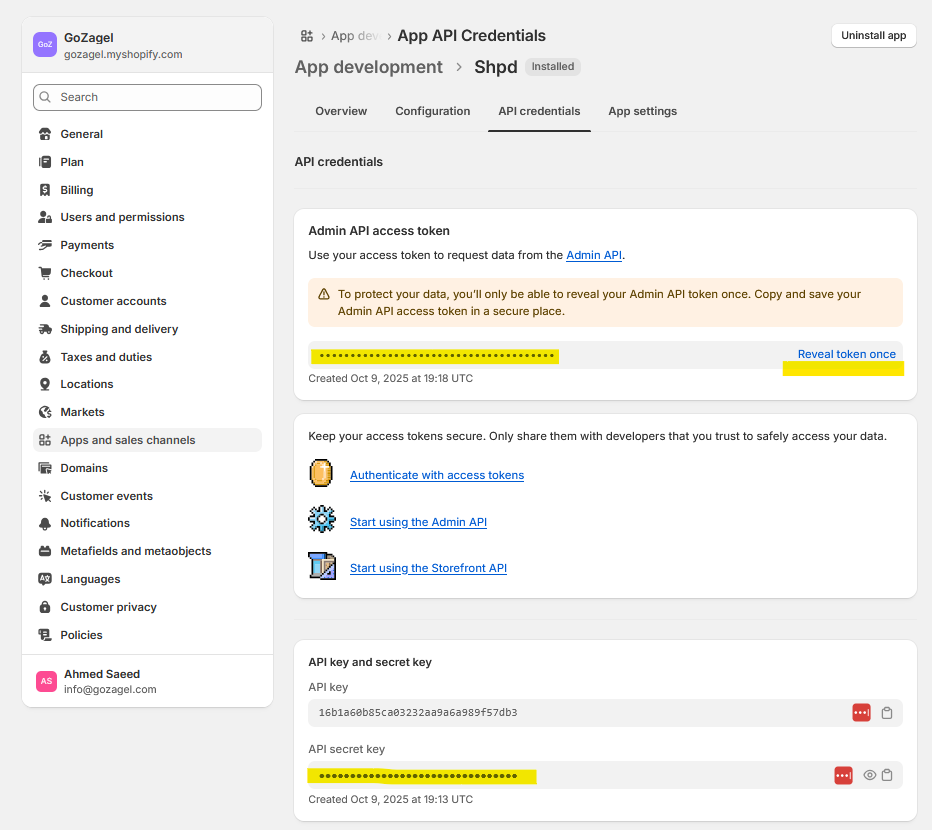 GoZ
GoZagel
gozagel.myshopify.com
Search
General
Plan
Billing
Users and permissions
Payments
Checkout
Customer accounts
Shipping and delivery
Taxes and duties
Locations
Markets
Apps and sales channels
Domains
Customer events
Notifications
Metafields and metaobjects
Languages
Customer privacy
Policies
AS
Ahmed Saeed
info@gozagel.com
› App dev › App API Credentials
Uninstall app
App development › Shpd Installed
Overview Configuration API credentials App settings
API credentials
Admin API access token
Use your access token to request data from the Admin API.
To protect your data, you’ll only be able to reveal your Admin API token once. Copy and save your
Admin API access token in a secure place.
••••••••••••••••••••••••••••••••••••••
Reveal token once
Created Oct 9, 2025 at 19:18 UTC
Keep your access tokens secure. Only share them with developers that you trust to safely access your data.
Authenticate with access tokens
Start using the Admin API
Start using the Storefront API
API key and secret key
API key
16b1a60b85ca03232aa9a6a989f57db3
API secret key
••••••••••••••••••••••••••••••••
Created Oct 9, 2025 at 19:13 UTC